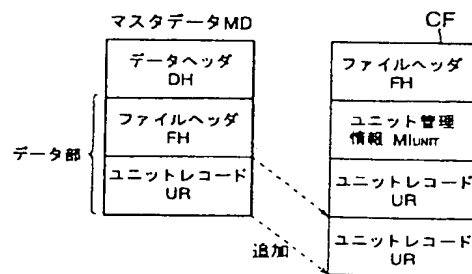 マスタデータMD
データヘッダ
DH
ファイルヘッダ
FH
ユニットレコード
UR
データ部
追加
CF
ファイルヘッダ
FH
ユニット管理
情報 MIUNIT
ユニットレコード
UR
ユニットレコード
UR